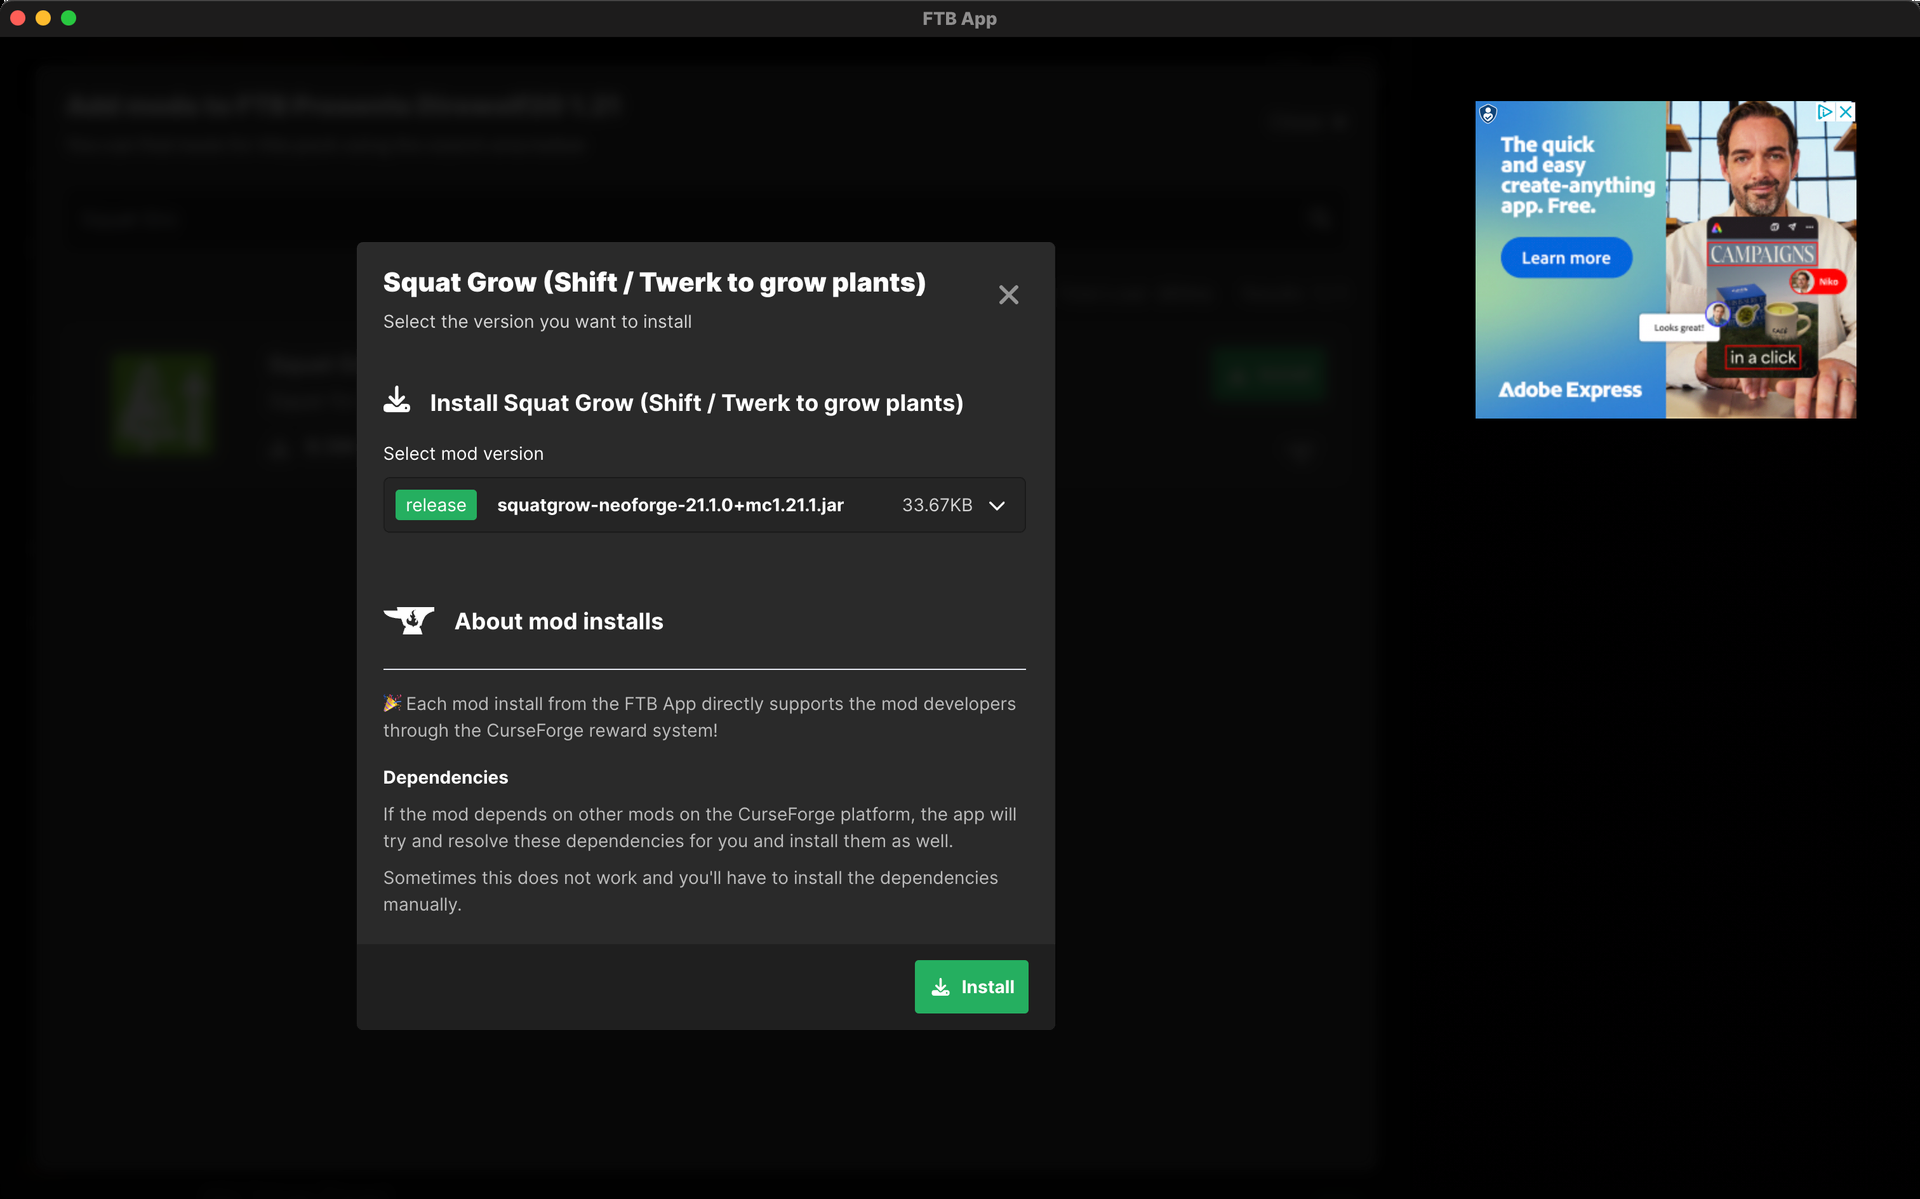 FTB App
Squat Grow (Shift / Twerk to grow plants)
Select the version you want to install
Install Squat Grow (Shift / Twerk to grow plants)
Select mod version
release squatgrow-neoforge-21.1.0+mc1.21.1.jar 33.67KB
About mod installs
🎉 Each mod install from the FTB App directly supports the mod developers
through the CurseForge reward system!
Dependencies
If the mod depends on other mods on the CurseForge platform, the app will
try and resolve these dependencies for you and install them as well.
Sometimes this does not work and you'll have to install the dependencies
manually.
Install
The quick
and easy
create-anything
app. Free.
Learn more
Adobe Express
CAMPAIGNS
Niko
Looks great!
in a click